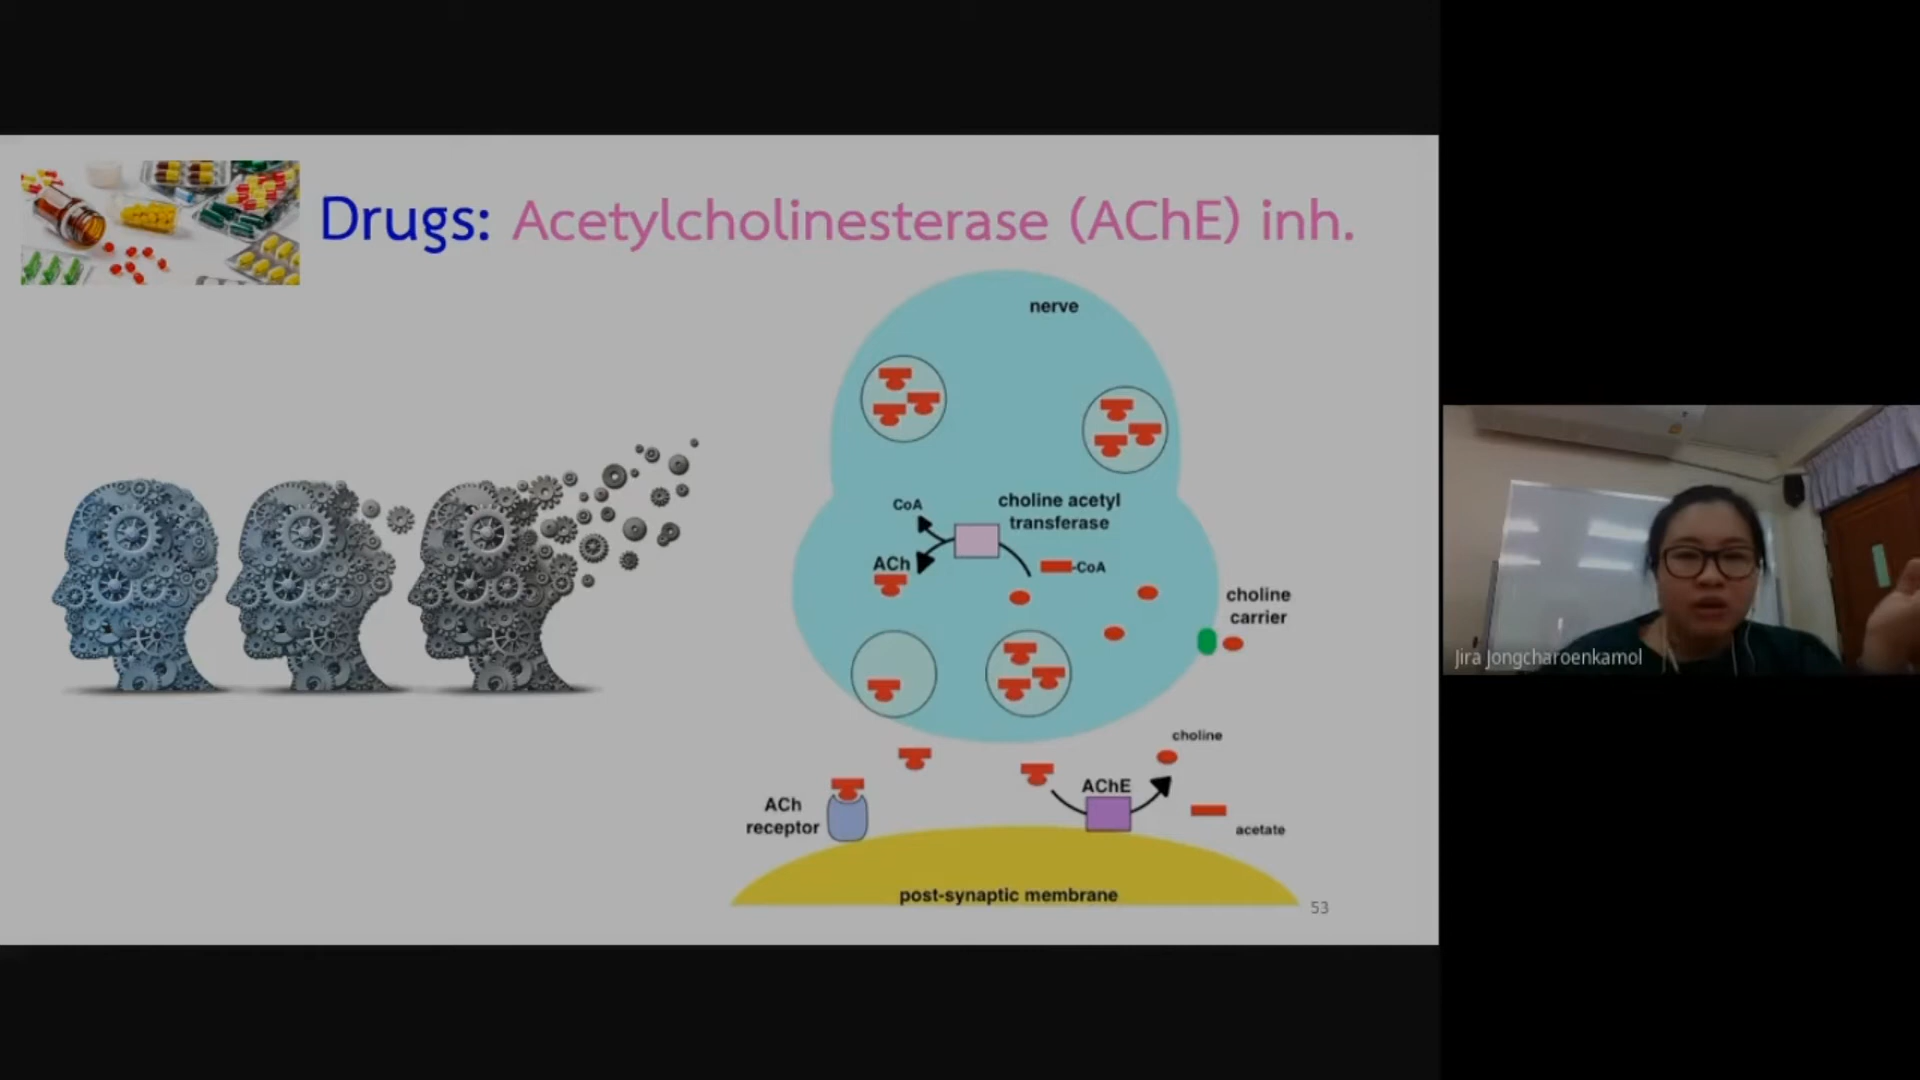 Drugs: Acetylcholinesterase (AChE) inh.
nerve
CoA
choline acetyl
transferase
ACh
-CoA
choline
carrier
choline
AChE
ACh
receptor
acetate
post-synaptic membrane
53
Jira Jongcharoenkamol